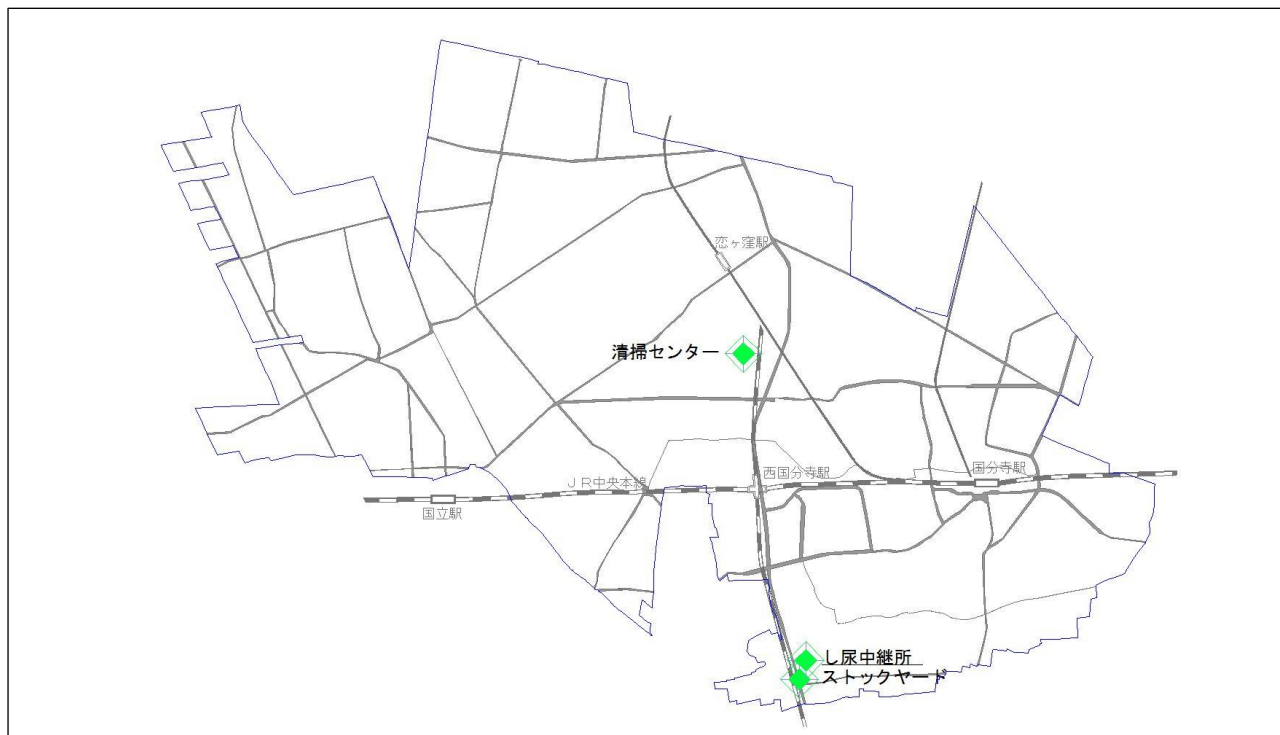 恋ヶ窪駅
清掃センター
西国分寺駅
国分寺駅
JR中央本線
国立駅
し尿中継所
ストックヤード